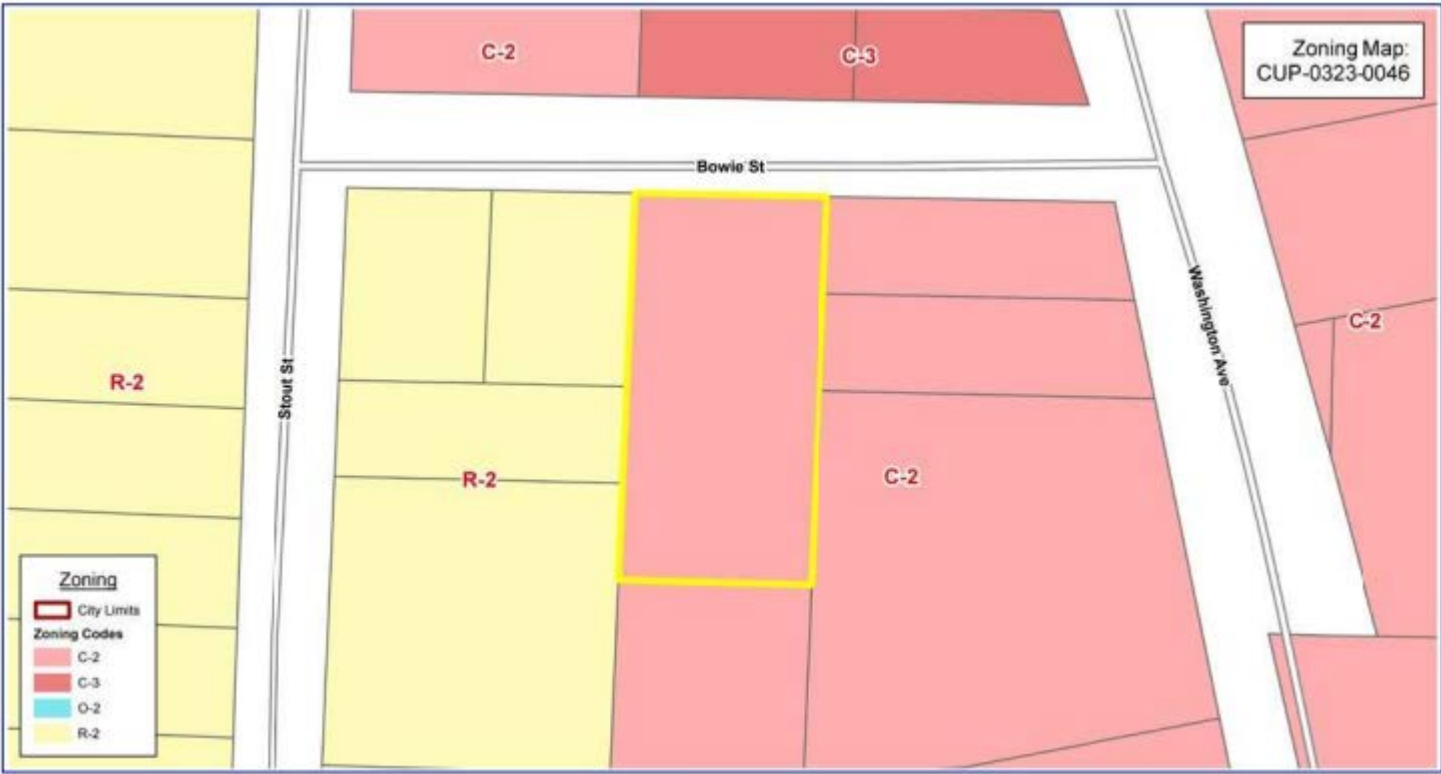 C-2
C-3
Zoning Map:
CUP-0323-0046
Bowie St
Washington Ave
C-2
Stout St
R-2
R-2
C-2
Zoning
City Limits
Zoning Codes
C-2
C-3
O-2
R-2